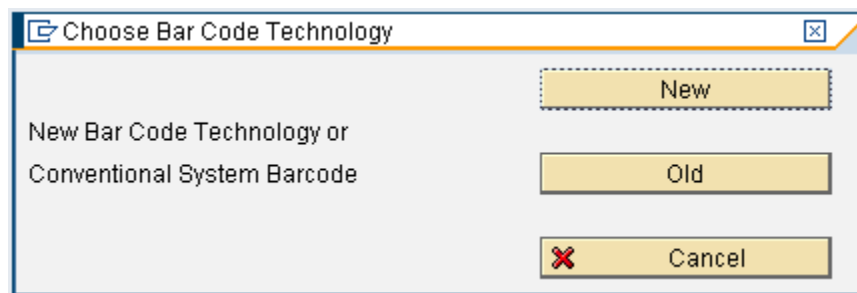 Choose Bar Code Technology
New
New Bar Code Technology or
Conventional System Barcode
Old
Cancel